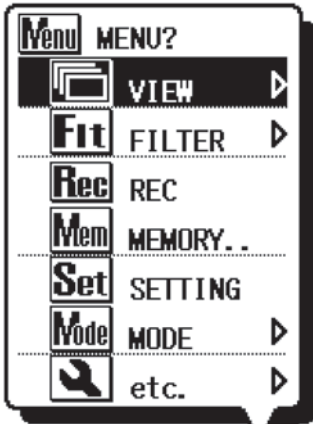 Menu MENU?
VIEW
Flt FILTER
Rec REC
Mem MEMORY..
Set SETTING
Mode MODE
etc.